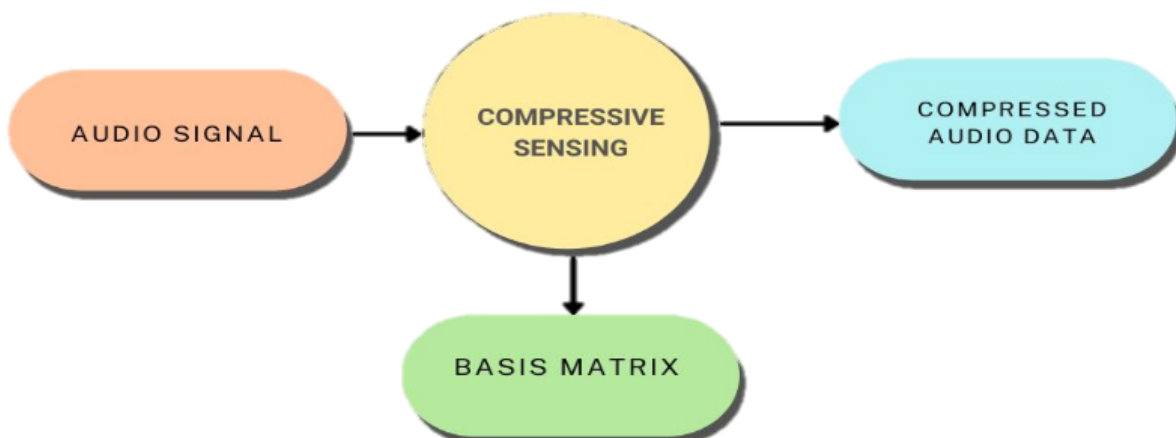 AUDIO SIGNAL
COMPRESSIVE
SENSING
COMPRESSED
AUDIO DATA
BASIS MATRIX